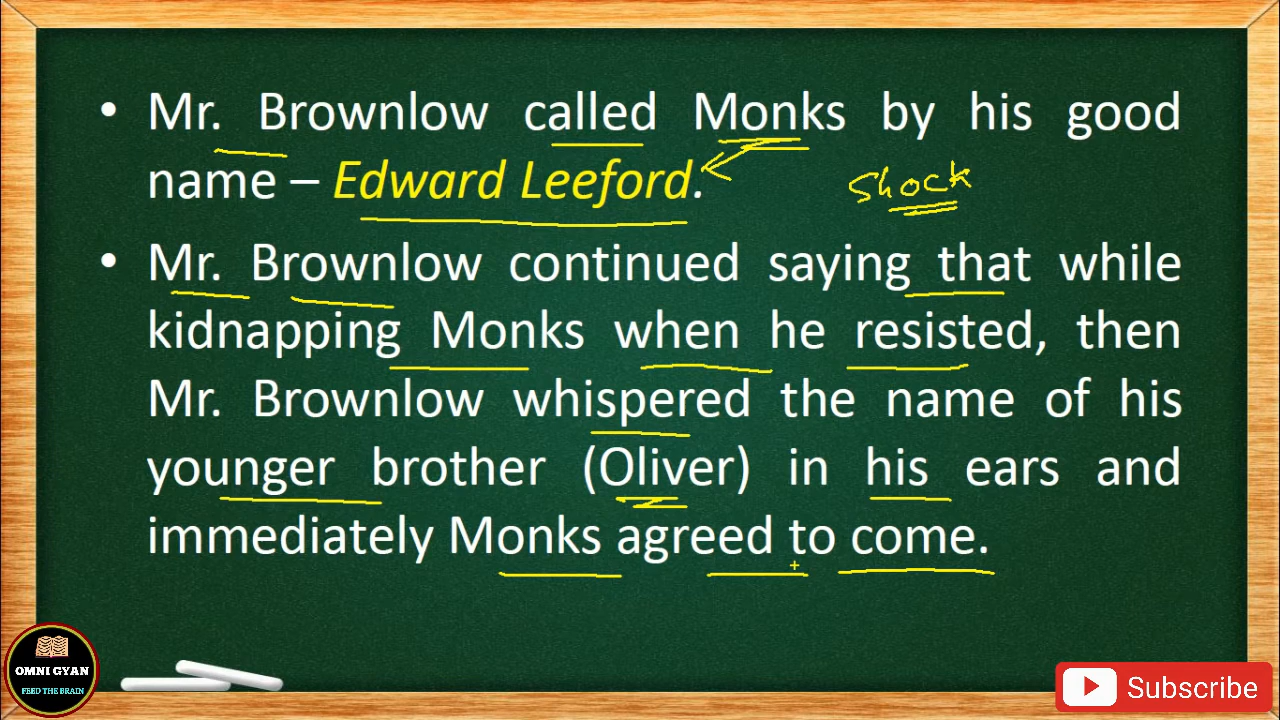 • Mr. Brownlow called Monks by his good
name – Edward Leeford.
Shock
• Mr. Brownlow continued saying that while
kidnapping Monks when he resisted, then
Mr. Brownlow whispered the name of his
younger brother (Oliver) in his ears and
immediately Monks agreed to come.
OMNI GYAN
FEED THE BRAIN
Subscribe